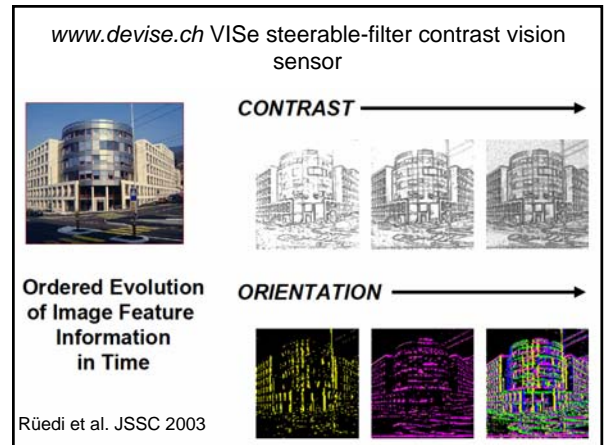 www.devise.ch VISe steerable-filter contrast vision
sensor
CONTRAST
Ordered Evolution
of Image Feature
Information
in Time
ORIENTATION
Rüedi et al. JSSC 2003